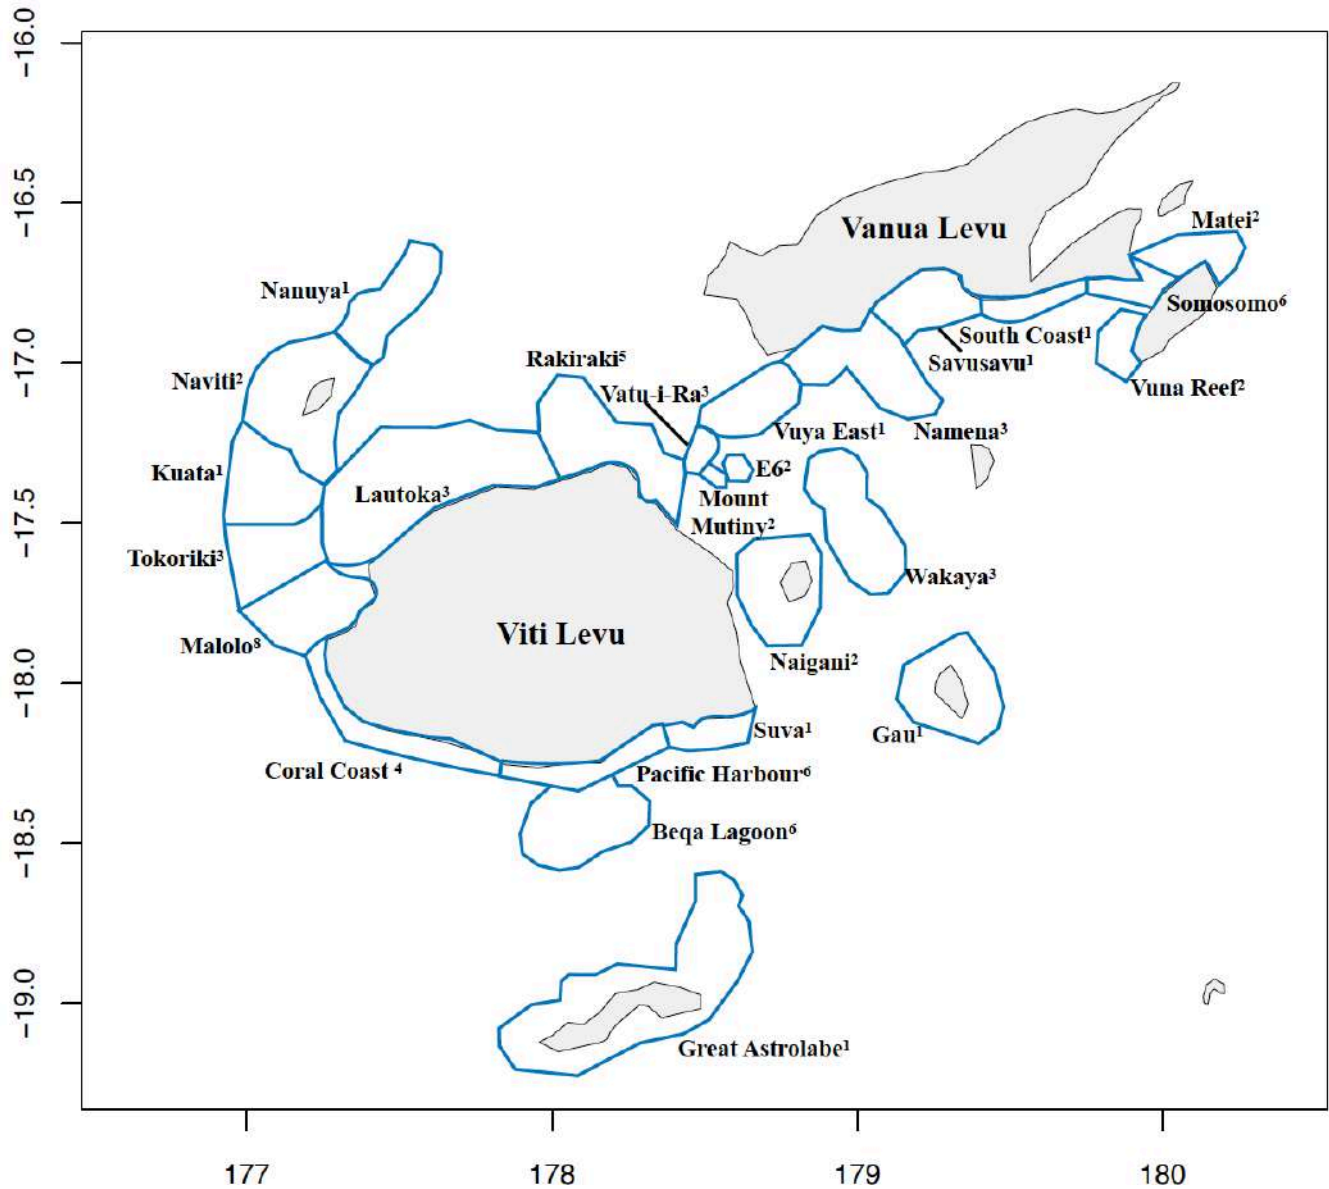 −16.0
−16.5
−17.0
−17.5
−18.0
−18.5
−19.0
Vanua Levu
Matei²
Nanuya¹
Somosomo⁶
South Coast¹
Rakiraki⁵
Savusavu¹
Naviti²
Vatu-i-Ra³
Vuna Reef²
Vuya East¹
Namena³
Kuata¹
E6²
Lautoka³
Mount
Mutiny²
Tokoriki³
Wakaya³
Viti Levu
Malolo⁸
Naigani²
Suva¹
Gau¹
Coral Coast ⁴
Pacific Harbour⁶
Beqa Lagoon⁶
Great Astrolabe¹
177
178
179
180